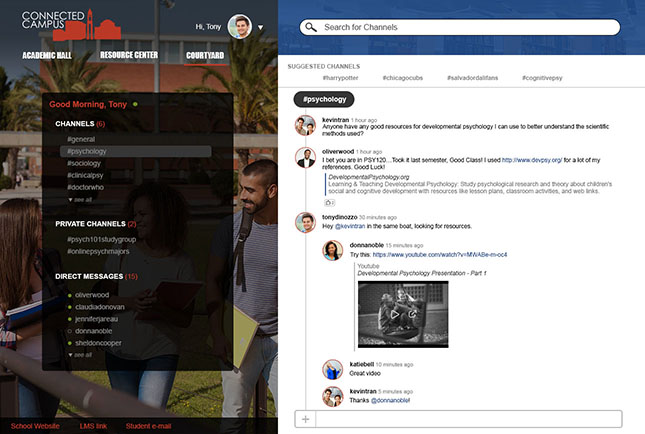 CONNECTED
CAMPUS
Hi, Tony
ACADEMIC HALL
RESOURCE CENTER
COURTYARD
Good Morning, Tony
CHANNELS (6)
#general
#psychology
#sociology
#clinicalpsy
#doctorwho
▼ see all
PRIVATE CHANNELS (2)
#psych101studygroup
#onlinepsychmajors
DIRECT MESSAGES (15)
oliverwood
claudiadonovan
jenniferjareau
donnanoble
sheldoncooper
▼ see all
School Website
LMS link
Student e-mail
Search for Channels
SUGGESTED CHANNELS
#harrypotter
#chicagocubs
#salvadordalifans
#cognitivepsy
#psychology
kevintran 1 hour ago
Anyone have any good resources for developmental psychology I can use to better understand the scientific
methods used?
oliverwood 1 hour ago
I bet you are in PSY120...Took it last semester, Good Class! I used http://www.devpsy.org/ for a lot of my
references. Good Luck!
DevelopmentalPsychology.org
Learning & Teaching Developmental Psychology: Study psychological research and theory about children's
social and cognitive development with resources like lesson plans, classroom activities, and web links.
tonydinozzo 30 minutes ago
Hey @kevintran in the same boat, looking for resources.
donnanoble 15 minutes ago
Try this: https://www.youtube.com/watch?v=MWABe-m-oc4
Youtube
Developmental Psychology Presentation - Part 1
katiebell 10 minutes ago
Great video
kevintran 5 minutes ago
Thanks @donnanoble!